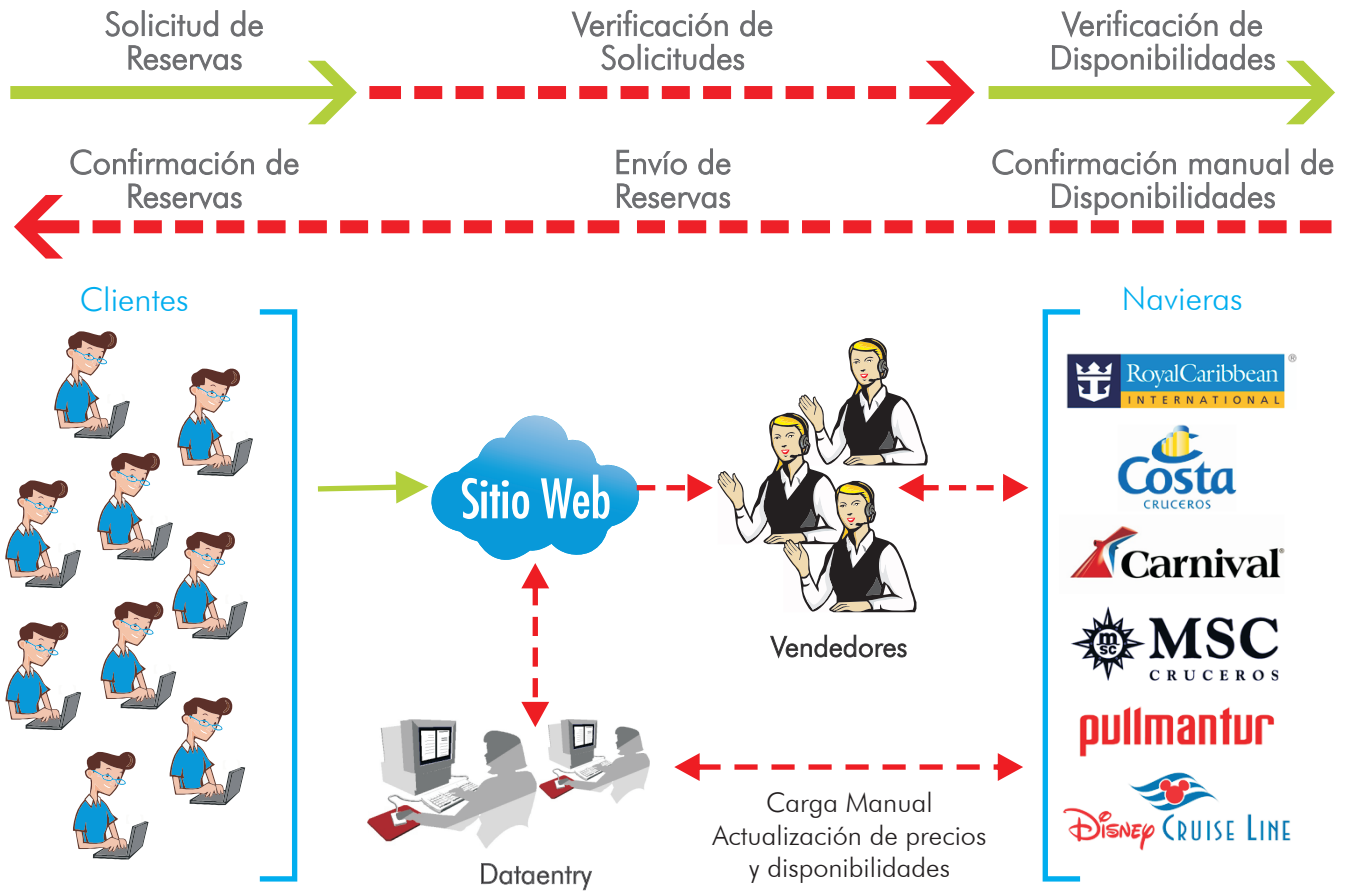 Solicitud de
Reservas
Verificación de
Solicitudes
Verificación de
Disponibilidades
Confirmación de
Reservas
Envío de
Reservas
Confirmación manual de
Disponibilidades
Clientes
Navieras
RoyalCaribbean®
INTERNATIONAL
Costa
CRUCEROS
Sitio Web
Carnival®
Vendedores
msc
MSC
CRUCEROS
pullmantur
Carga Manual
Actualización de precios
y disponibilidades
Disney Cruise Line
Dataentry